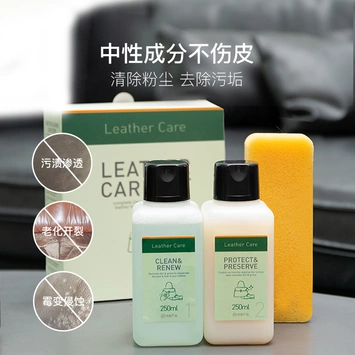 中性成分不伤皮
清除粉尘 去除污垢
Leather Care
LEATHER
CARE
污渍渗透
老化开裂
霉变侵蚀
Leather Care
CLEAN&
RENEW
250ml
1
Leather Care
PROTECT&
PRESERVE
250ml
2